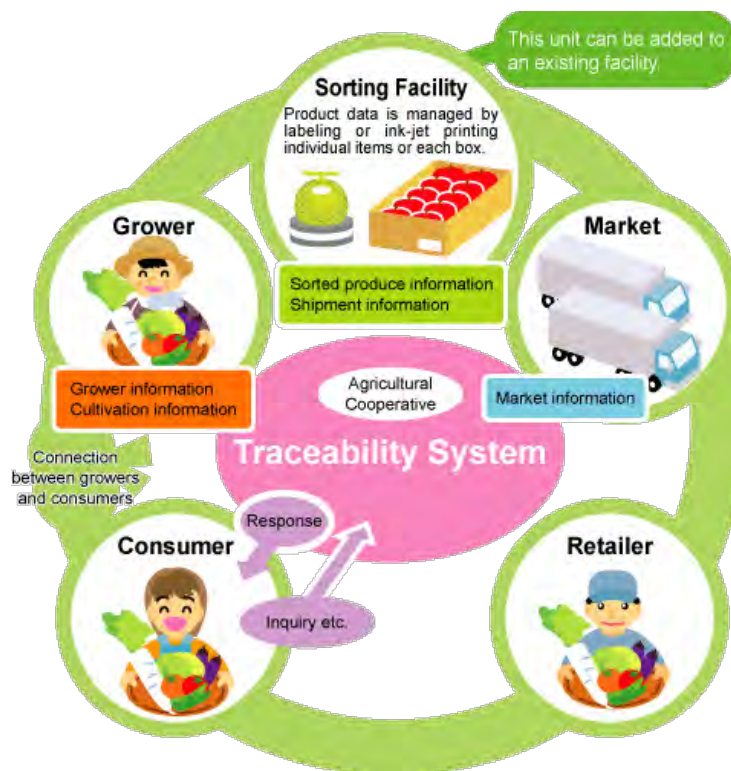 This unit can be added to
an existing facility.
Sorting Facility
Product data is managed by
labeling or ink-jet printing
individual items or each box.
Grower
Market
Sorted produce information
Shipment information
Grower information
Cultivation information
Agricultural
Cooperative
Market information
Traceability System
Connection
between growers
and consumers
Response
Consumer
Retailer
Inquiry etc.